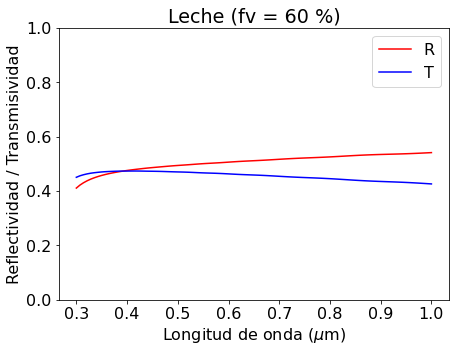 Leche (fv = 60 %)
1.0
0.8
0.6
0.4
0.2
0.0
Reflectividad / Transmisividad
R
T
0.3 0.4 0.5 0.6 0.7 0.8 0.9 1.0
Longitud de onda (μm)